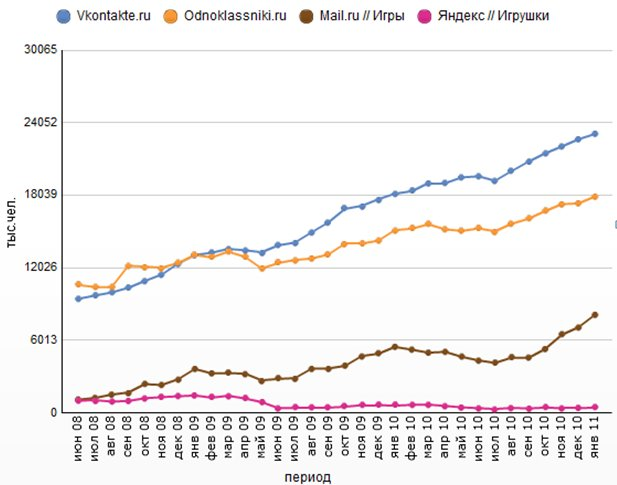 Vkontakte.ru Odnoklassniki.ru Mail.ru // Игры Яндекс // Игрушки
30065
24052
18039
12026
6013
0
тыс.чел.
июн 08 июл 08 авг 08 сен 08 окт 08 ноя 08 дек 08 янв 09 фев 09 мар 09 апр 09 май 09 июн 09 июл 09 авг 09 сен 09 окт 09 ноя 09 дек 09 янв 10 фев 10 мар 10 апр 10 май 10 июн 10 июл 10 авг 10 сен 10 окт 10 ноя 10 дек 10 янв 11
период